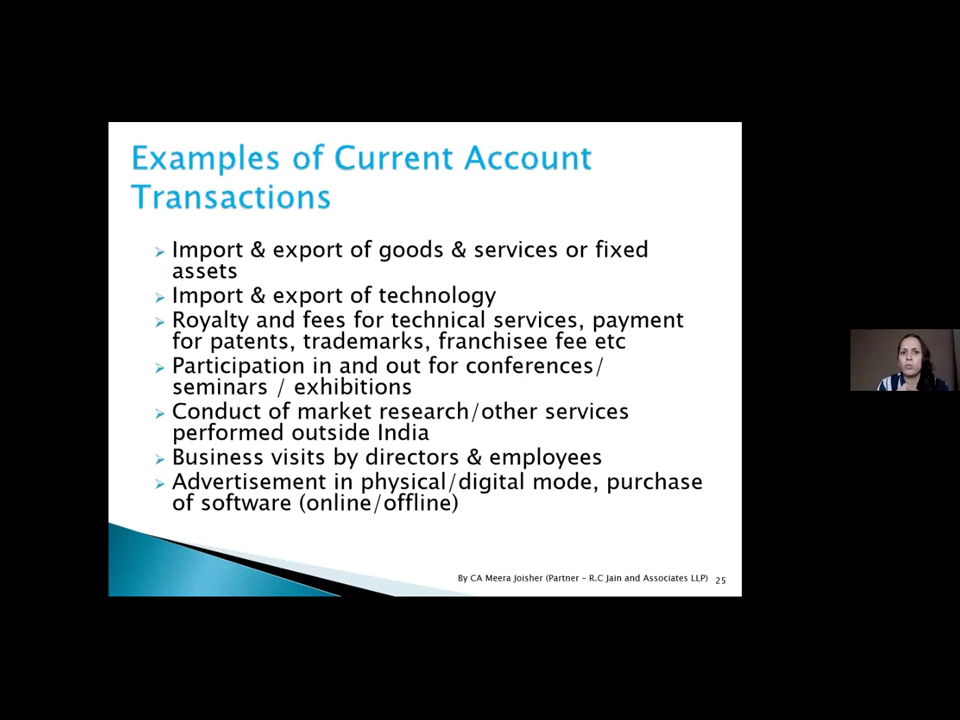 Examples of Current Account
Transactions
Import & export of goods & services or fixed
assets
Import & export of technology
Royalty and fees for technical services, payment
for patents, trademarks, franchisee fee etc
Participation in and out for conferences/
seminars / exhibitions
Conduct of market research/other services
performed outside India
Business visits by directors & employees
Advertisement in physical/digital mode, purchase
of software (online/offline)
By CA Meera Joisher (Partner – R.C Jain and Associates LLP) 25